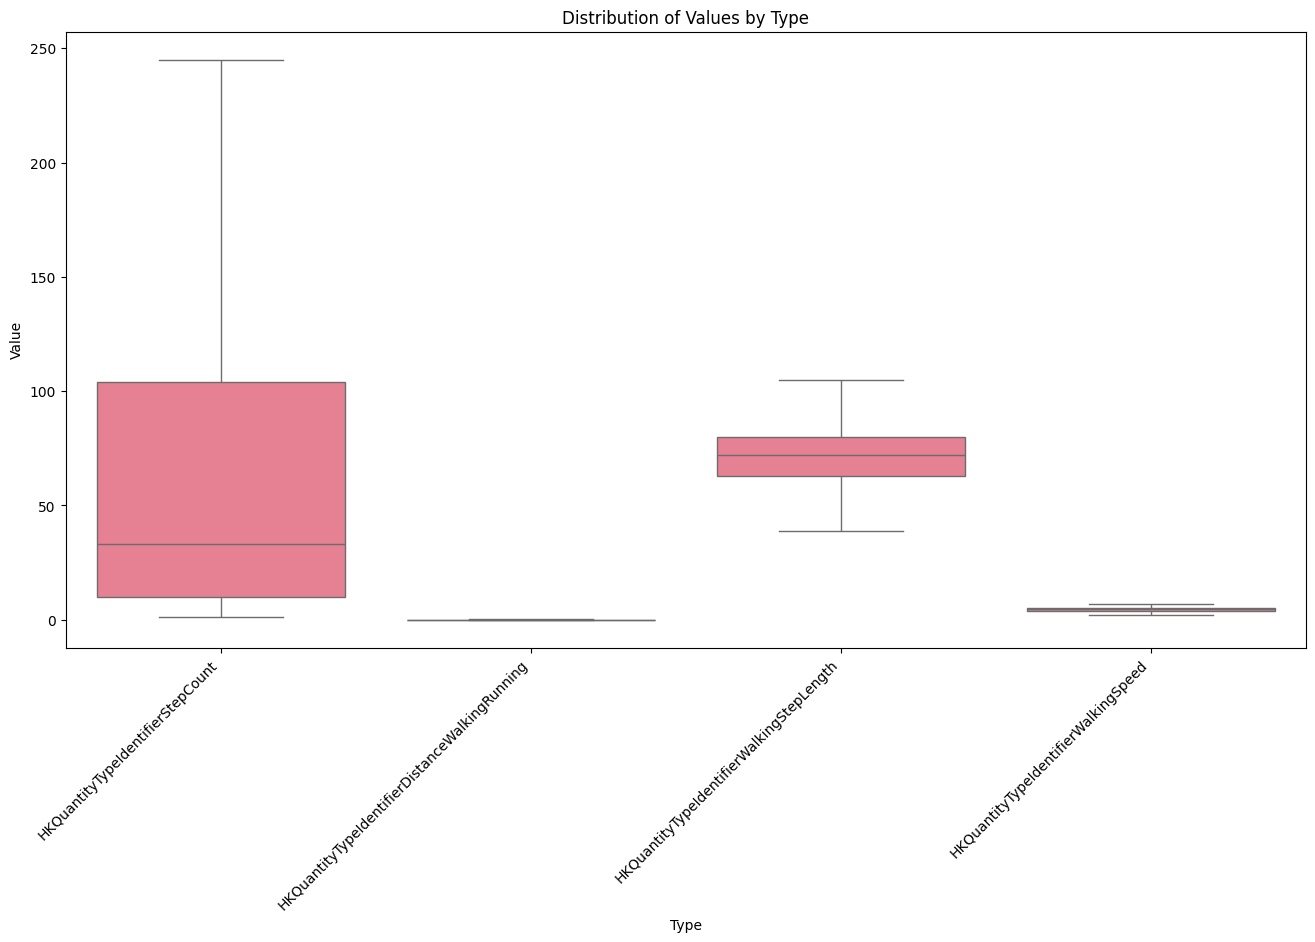 Distribution of Values by Type
Value
250
200
150
100
50
0
HKQuantityTypeIdentifierStepCount
HKQuantityTypeIdentifierDistanceWalkingRunning
HKQuantityTypeIdentifierWalkingStepLength
HKQuantityTypeIdentifierWalkingSpeed
Type